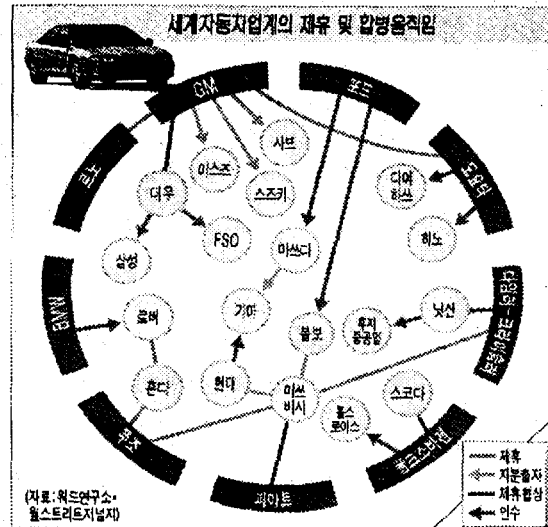 세계자동차업계의 제휴 및 합병움직임
GM
포드
르노
도요타
이스즈
사브
다이하쓰
대우
스즈키
FSO
히노
삼성
마쓰다
BMW
로버
기아
볼보
후지중공업
닛산
다임러-크라이슬러
혼다
현대
미쓰비시
롤스로이스
스코다
푸조
피아트
폴크스바겐
제휴
지분출자
제휴협상
인수
(자료:워드연구소·
월스트리트저널지)